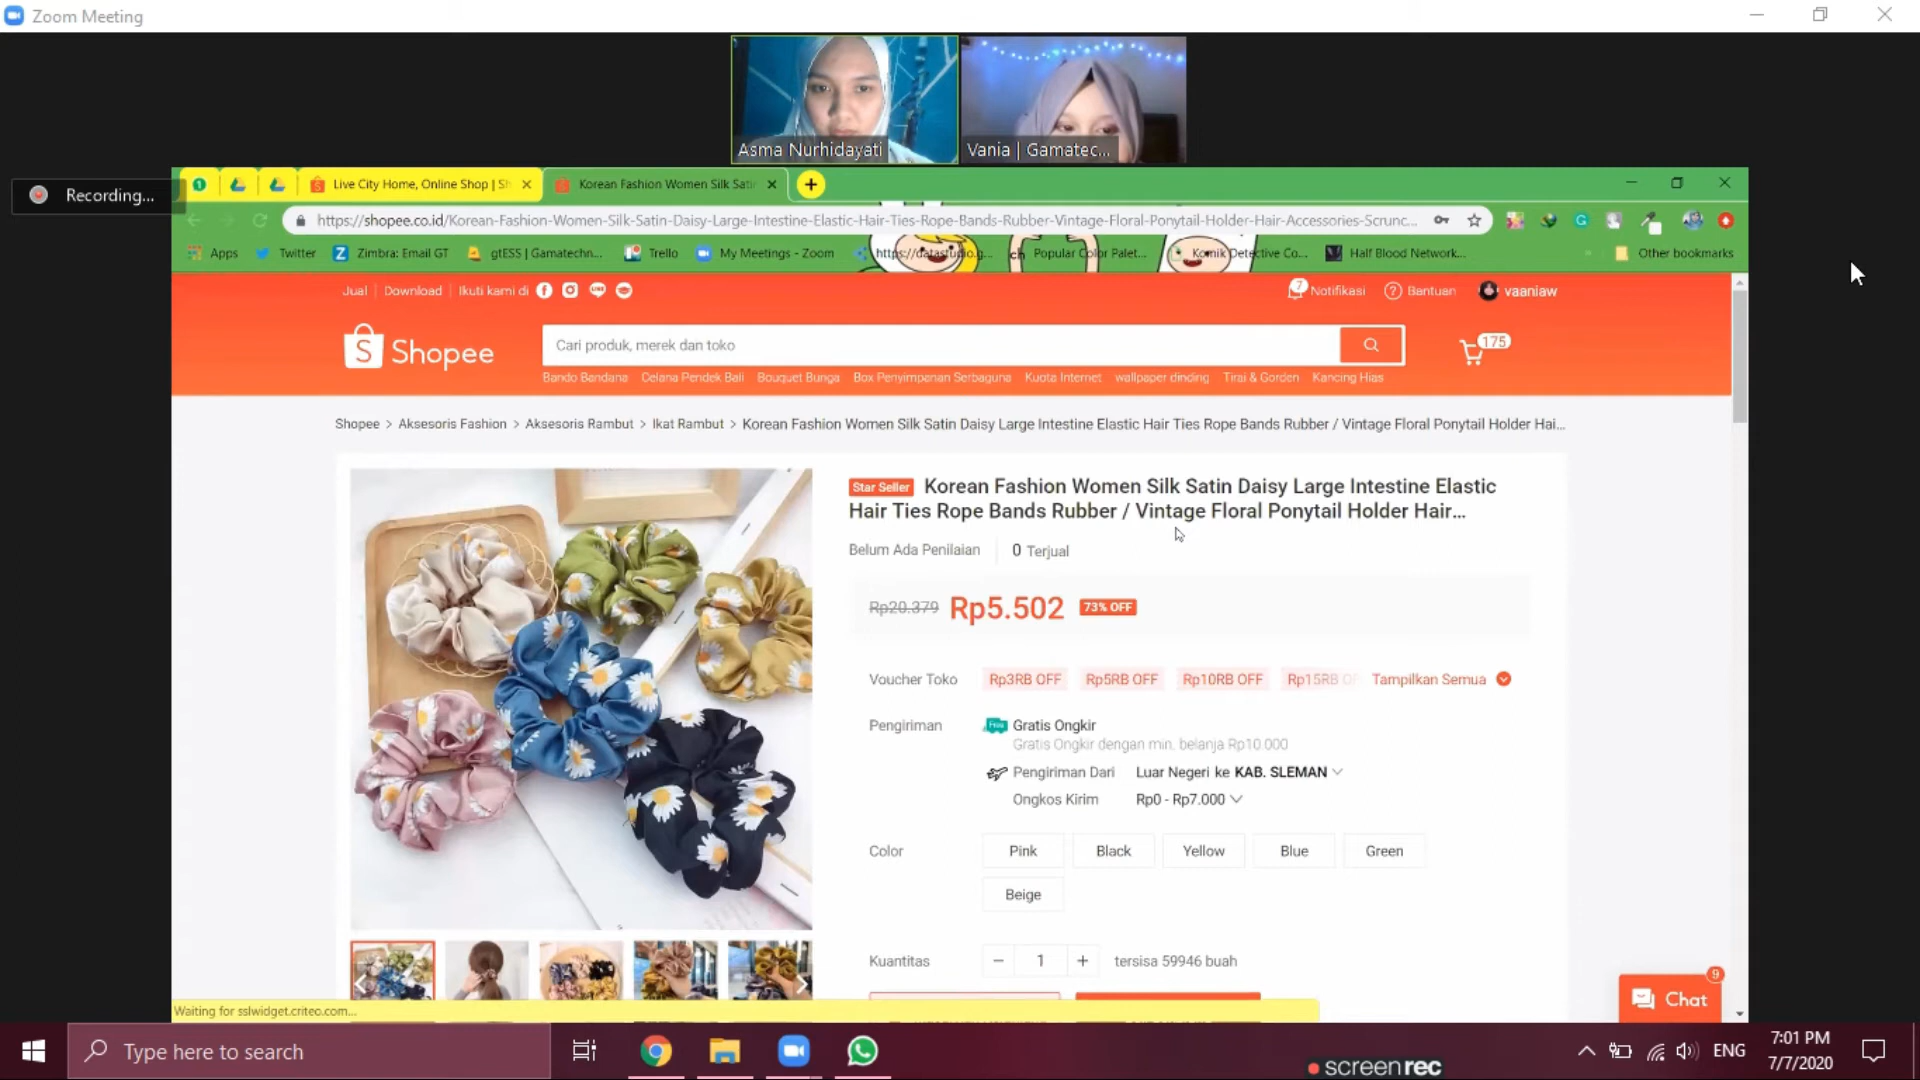 Zoom Meeting
Asma Nurhidayati
Vania | Gamatec...
Recording...
Live City Home, Online Shop | Sh
Korean Fashion Women Silk Satin
https://shopee.co.id/Korean-Fashion-Women-Silk-Satin-Daisy-Large-Intestine-Elastic-Hair-Ties-Rope-Bands-Rubber-Vintage-Floral-Ponytail-Holder-Hair-Accessories-Scrunc...
Apps Twitter Zimbra: Email GT gtESS | Gamatechn... Trello My Meetings - Zoom https://datastudio.g... Popular Color Palet... Komik Detective Co... Half Blood Network... Other bookmarks
Jual Download Ikuti kami di 7 Notifikasi Bantuan vaaniaw
Shopee Cari produk, merek dan toko 175
Bando Bandana Celana Pendek Bali Bouquet Bunga Box Penyimpanan Serbaguna Kuota Internet wallpaper dinding Tirai & Gorden Kancing Hias
Shopee > Aksesoris Fashion > Aksesoris Rambut > Ikat Rambut > Korean Fashion Women Silk Satin Daisy Large Intestine Elastic Hair Ties Rope Bands Rubber / Vintage Floral Ponytail Holder Hai...
Star Seller Korean Fashion Women Silk Satin Daisy Large Intestine Elastic
Hair Ties Rope Bands Rubber / Vintage Floral Ponytail Holder Hair...
Belum Ada Penilaian 0 Terjual
Rp20.379 Rp5.502 73% OFF
Voucher Toko Rp3RB OFF Rp5RB OFF Rp10RB OFF Rp15RB OF Tampilkan Semua
Pengiriman Free Gratis Ongkir
Gratis Ongkir dengan min. belanja Rp10.000
Pengiriman Dari Luar Negeri ke KAB. SLEMAN
Ongkos Kirim Rp0 - Rp7.000
Color Pink Black Yellow Blue Green
Beige
Kuantitas − 1 + tersisa 59946 buah
9
Chat
Waiting for sslwidget.criteo.com...
Type here to search
screenrec
ENG
7:01 PM
7/7/2020